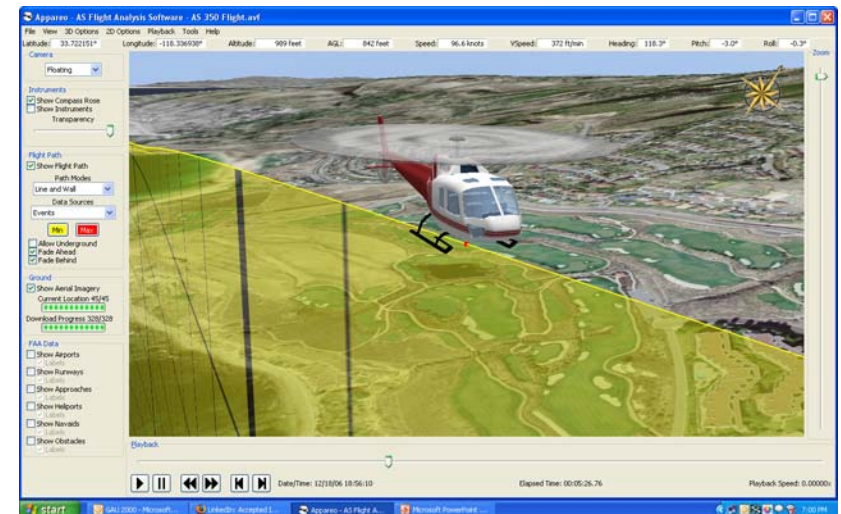 Appareo - AS Flight Analysis Software - AS 350 Flight.avf
File View 3D Options 2D Options Playback Tools Help
Latitude: 33.722151° Longitude: -118.336938° Altitude: 989 feet AGL: 842 feet Speed: 96.6 knots VSpeed: 372 ft/min Heading: 118.3° Pitch: -3.0° Roll: -0.3°
Camera
Zoom
Floating
Instruments
Show Compass Rose
Show Instruments
Transparency
Flight Path
Show Flight Path
Path Modes
Line and Wall
Data Sources
Events
Min Max
Allow Underground
Fade Ahead
Fade Behind
Ground
Show Aerial Imagery
Current Location 45/45
Download Progress 328/328
FAA Data
Show Airports
Labels
Show Runways
Labels
Show Approaches
Labels
Show Heliports
Labels
Show Navaids
Labels
Show Obstacles
Labels
Playback
Date/Time: 12/18/06 18:56:10 Elapsed Time: 00:05:26.76 Playback Speed: 0.00000x
start GAU 2000 - Microsoft... LinkedIn: Accepted I... Appareo - AS Flight A... Microsoft PowerPoint ... 7:00 PM